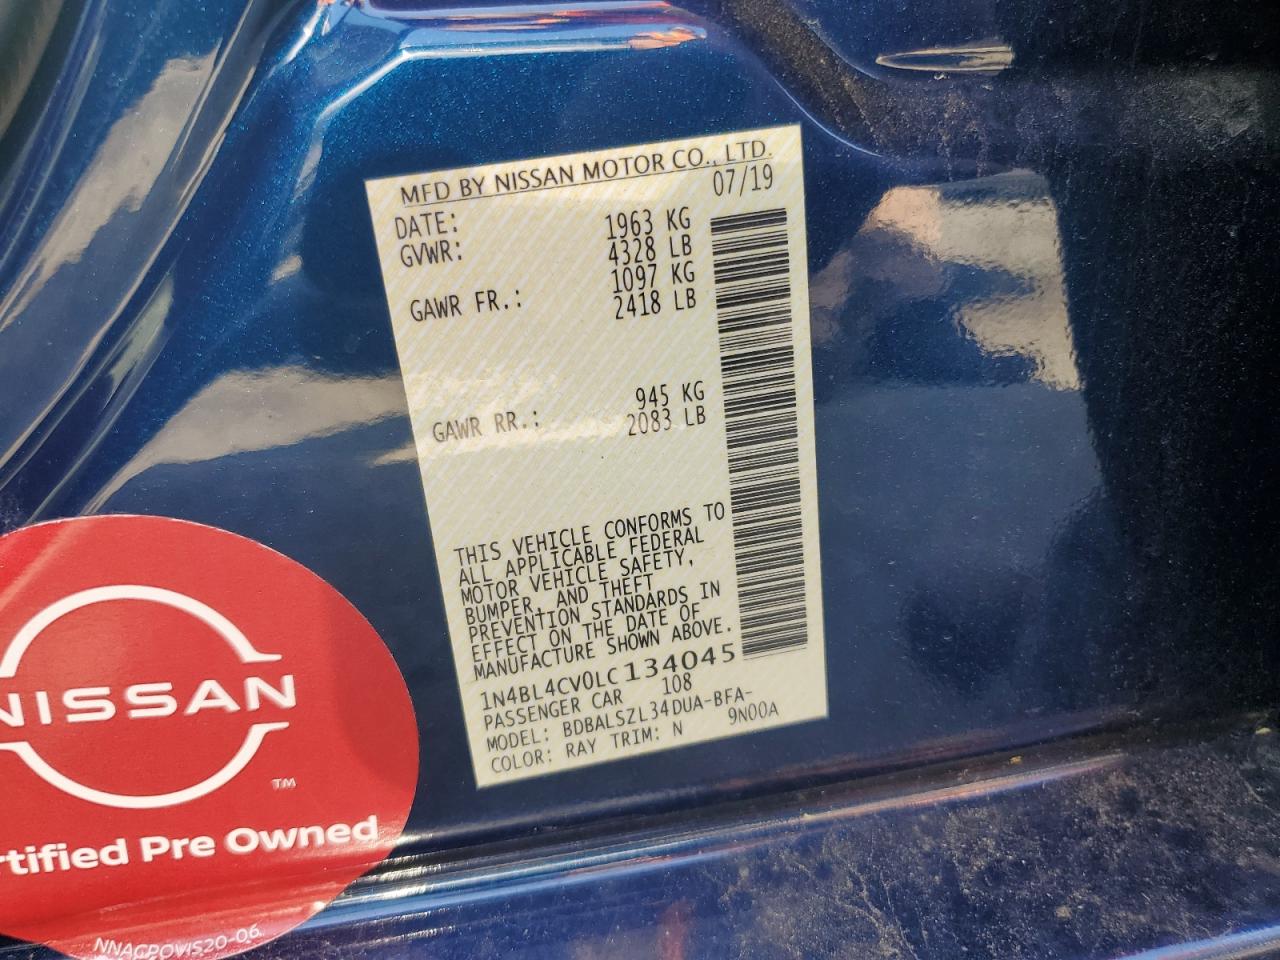 MFD BY NISSAN MOTOR CO., LTD.
DATE: 07/19
GVWR: 1963 KG
4328 LB
GAWR FR.: 1097 KG
2418 LB
GAWR RR.: 945 KG
2083 LB
THIS VEHICLE CONFORMS TO
ALL APPLICABLE FEDERAL
MOTOR VEHICLE SAFETY,
BUMPER, AND THEFT
PREVENTION STANDARDS IN
EFFECT ON THE DATE OF
MANUFACTURE SHOWN ABOVE.
1N4BL4CV0LC134045
PASSENGER CAR 108
MODEL: BDBALSZL34DUA-BFA-
COLOR: RAY TRIM: N 9N00A
NISSAN
TM
rtified Pre Owned
NNACPOVIS20-06